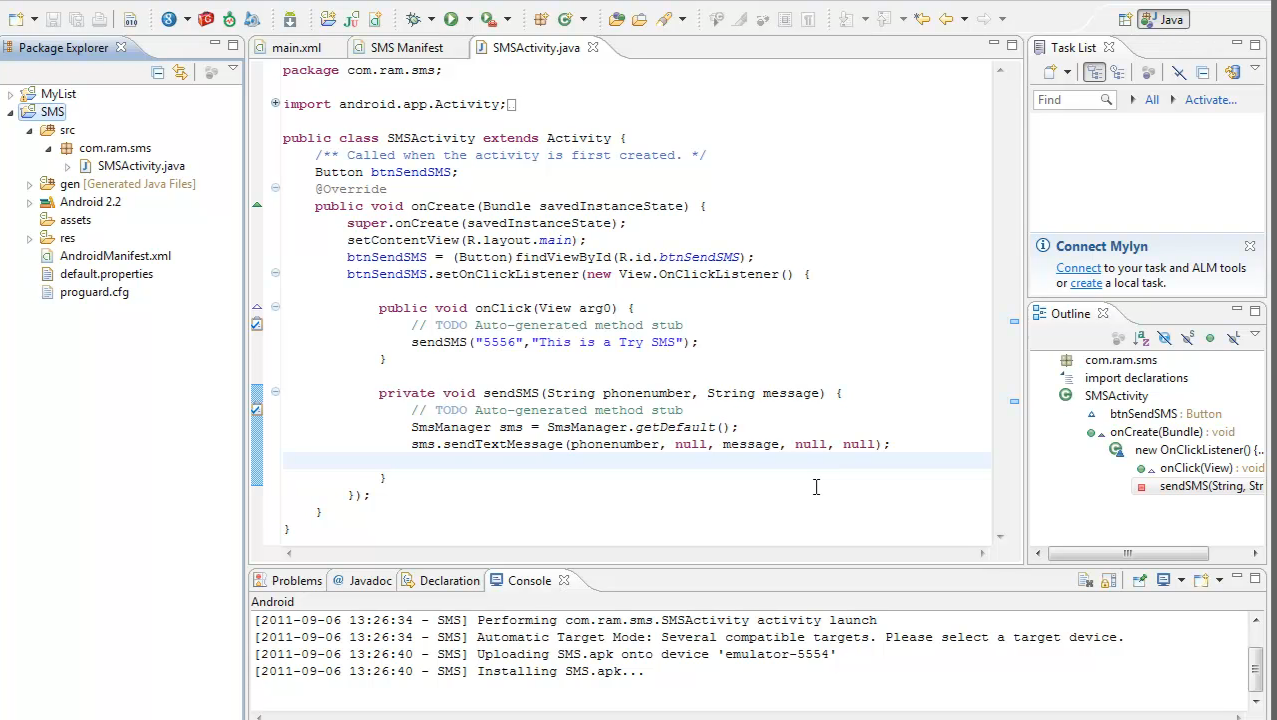 Java
Package Explorer
MyList
SMS
src
com.ram.sms
SMSActivity.java
gen [Generated Java Files]
Android 2.2
assets
res
AndroidManifest.xml
default.properties
proguard.cfg
main.xml
SMS Manifest
SMSActivity.java
package com.ram.sms;
import android.app.Activity;
public class SMSActivity extends Activity {
/** Called when the activity is first created. */
Button btnSendSMS;
@Override
public void onCreate(Bundle savedInstanceState) {
super.onCreate(savedInstanceState);
setContentView(R.layout.main);
btnSendSMS = (Button)findViewById(R.id.btnSendSMS);
btnSendSMS.setOnClickListener(new View.OnClickListener() {
public void onClick(View arg0) {
// TODO Auto-generated method stub
sendSMS("5556","This is a Try SMS");
}
private void sendSMS(String phonenumber, String message) {
// TODO Auto-generated method stub
SmsManager sms = SmsManager.getDefault();
sms.sendTextMessage(phonenumber, null, message, null, null);
}
});
}
}
Task List
Find
All
Activate...
Connect Mylyn
Connect to your task and ALM tools
or create a local task.
Outline
com.ram.sms
import declarations
SMSActivity
btnSendSMS : Button
onCreate(Bundle) : void
new OnClickListener() {..
onClick(View) : void
sendSMS(String, Str
Problems
@ Javadoc
Declaration
Console
Android
[2011-09-06 13:26:34 - SMS] Performing com.ram.sms.SMSActivity activity launch
[2011-09-06 13:26:34 - SMS] Automatic Target Mode: Several compatible targets. Please select a target device.
[2011-09-06 13:26:40 - SMS] Uploading SMS.apk onto device 'emulator-5554'
[2011-09-06 13:26:40 - SMS] Installing SMS.apk...